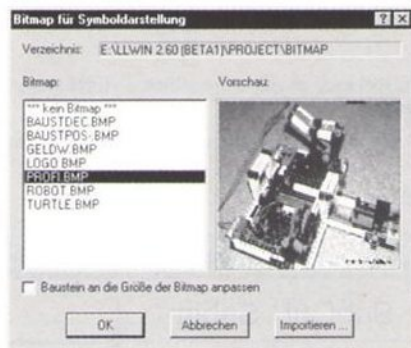 Bitmap für Symboldarstellung
Verzeichnis: E:\LLWIN 2.60 (BETA1)\PROJECT\BITMAP
Bitmap: Vorschau:
*** kein Bitmap ***
BAUSTDEC.BMP
BAUSTPOS-.BMP
GELDW.BMP
LOGO.BMP
PROFI.BMP
ROBOT.BMP
TURTLE.BMP
Baustein an die Größe der Bitmap anpassen
OK Abbrechen Importieren ...